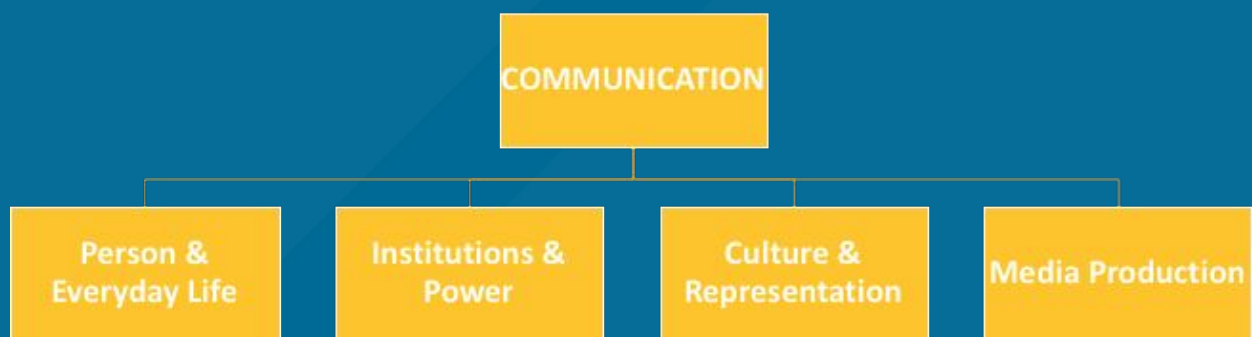 COMMUNICATION
Person &
Everyday Life
Institutions &
Power
Culture &
Representation
Media Production